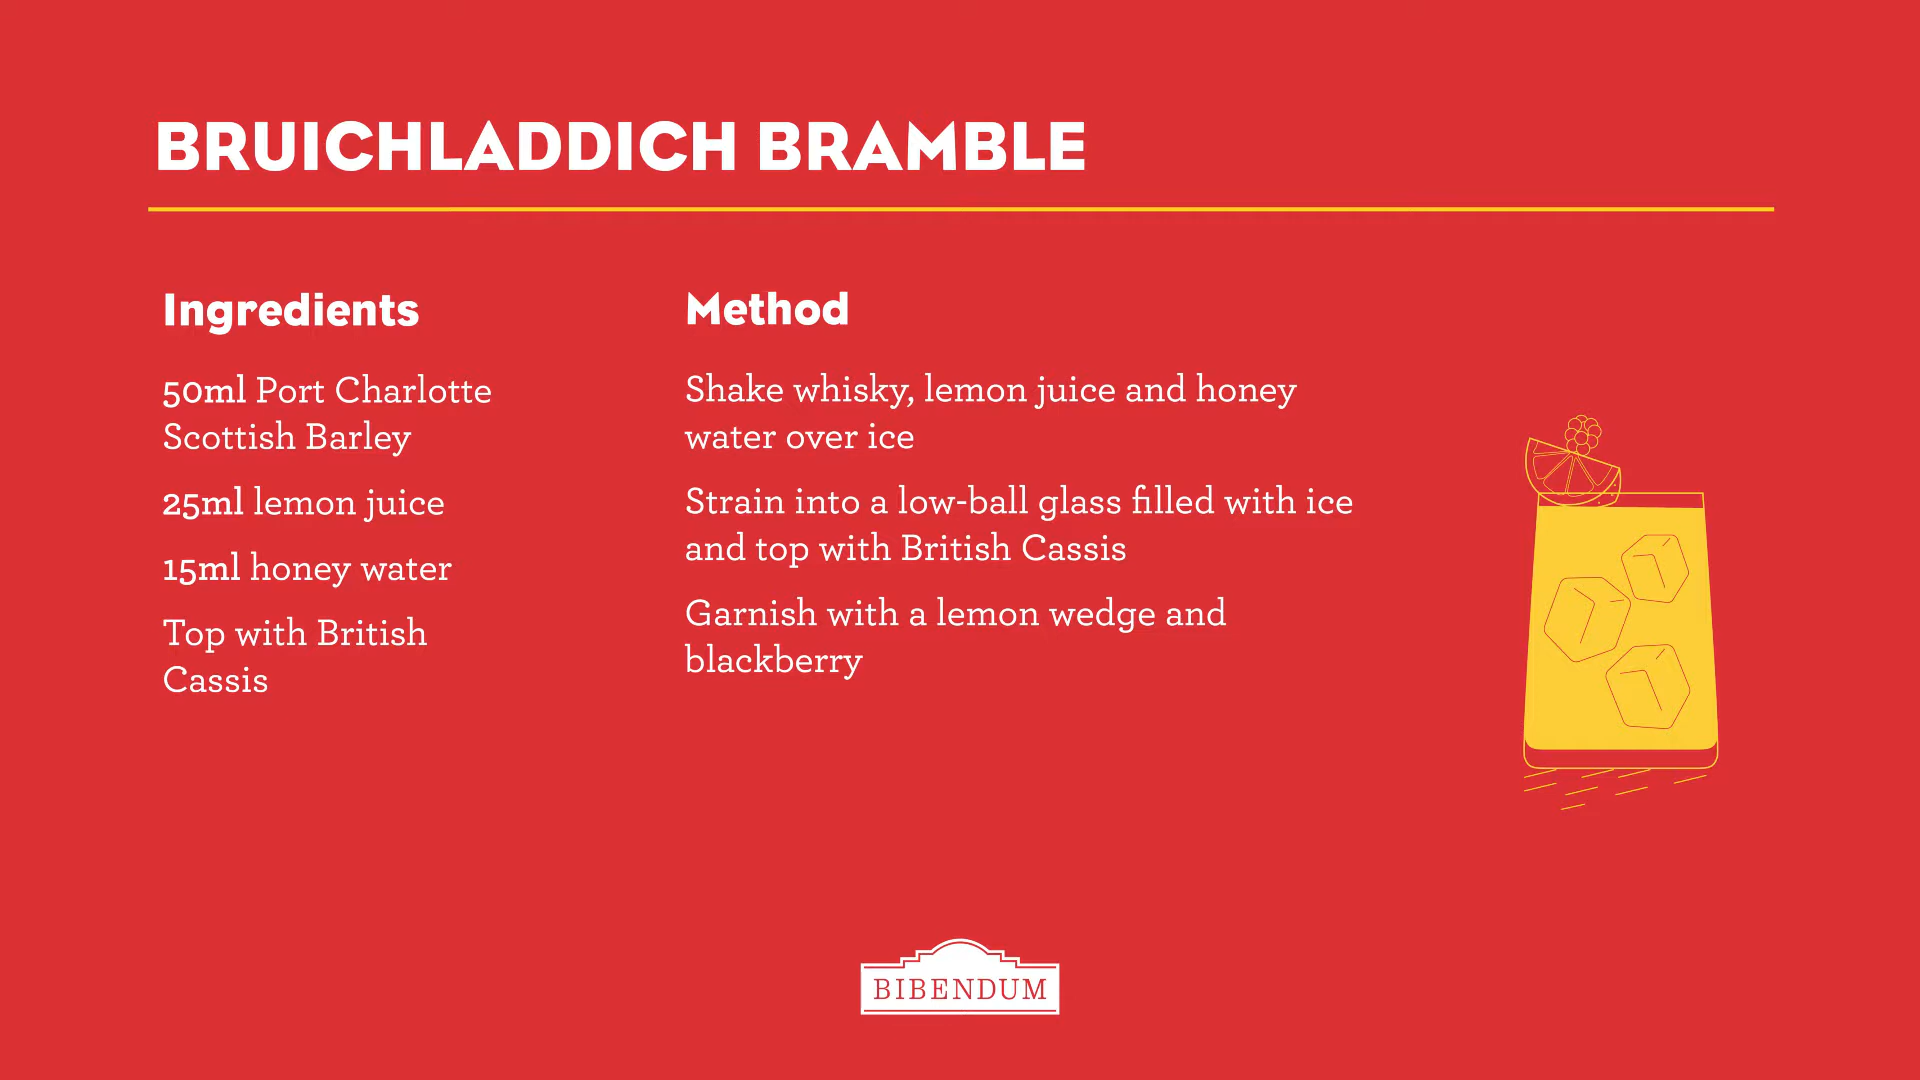 BRUICHLADDICH BRAMBLE
Ingredients
50ml Port Charlotte
Scottish Barley
25ml lemon juice
15ml honey water
Top with British
Cassis
Method
Shake whisky, lemon juice and honey
water over ice
Strain into a low-ball glass filled with ice
and top with British Cassis
Garnish with a lemon wedge and
blackberry
BIBENDUM